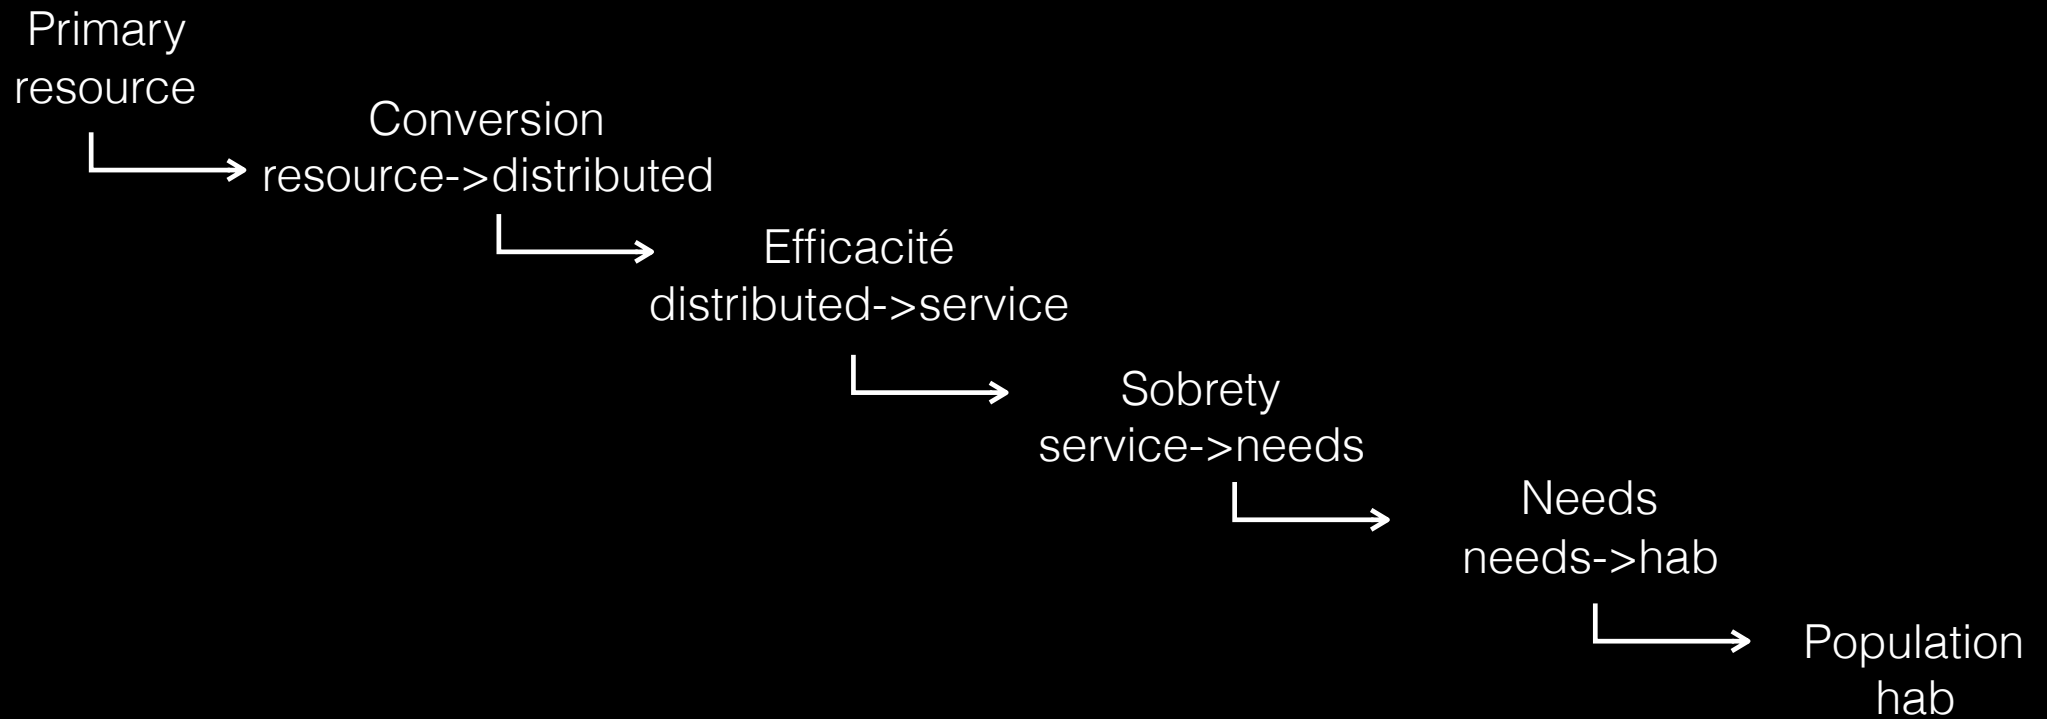 Primary
resource
Conversion
resource->distributed
Efficacité
distributed->service
Sobrety
service->needs
Needs
needs->hab
Population
hab